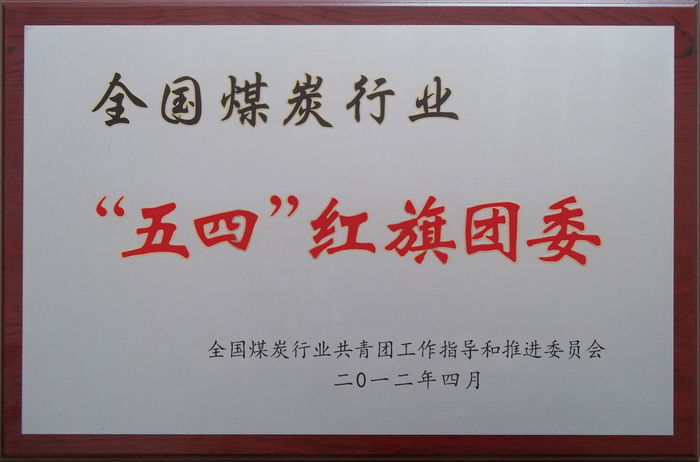 全国煤炭行业
“五四”红旗团委
全国煤炭行业共青团工作指导和推进委员会
二0一二年四月